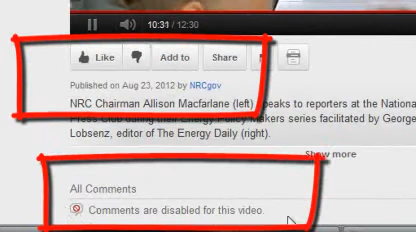 10:31 / 12:30
Like Add to Share
Published on Aug 23, 2012 by NRCgov
NRC Chairman Allison Macfarlane (left) speaks to reporters at the Nationa
Press Club during their Energy Policy Makers series facilitated by George
Lobsenz, editor of The Energy Daily (right).
Show more
All Comments
Comments are disabled for this video.